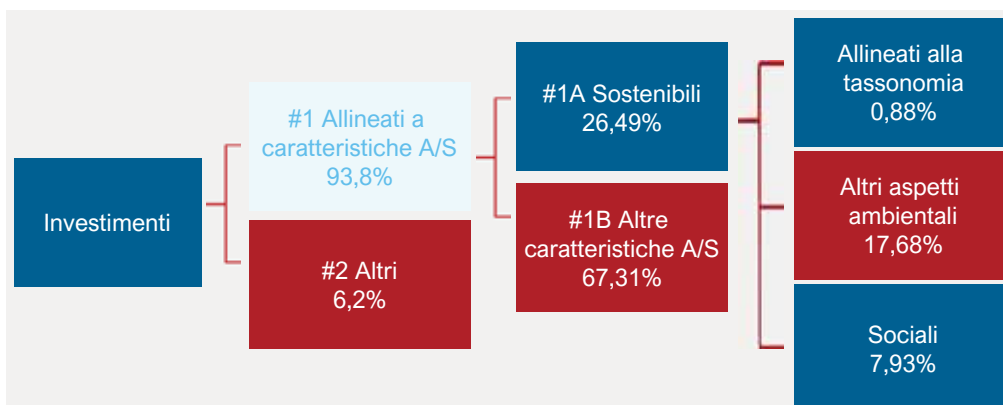 Investimenti
#1 Allineati a
caratteristiche A/S
93,8%
#2 Altri
6,2%
#1A Sostenibili
26,49%
#1B Altre
caratteristiche A/S
67,31%
Allineati alla
tassonomia
0,88%
Altri aspetti
ambientali
17,68%
Sociali
7,93%